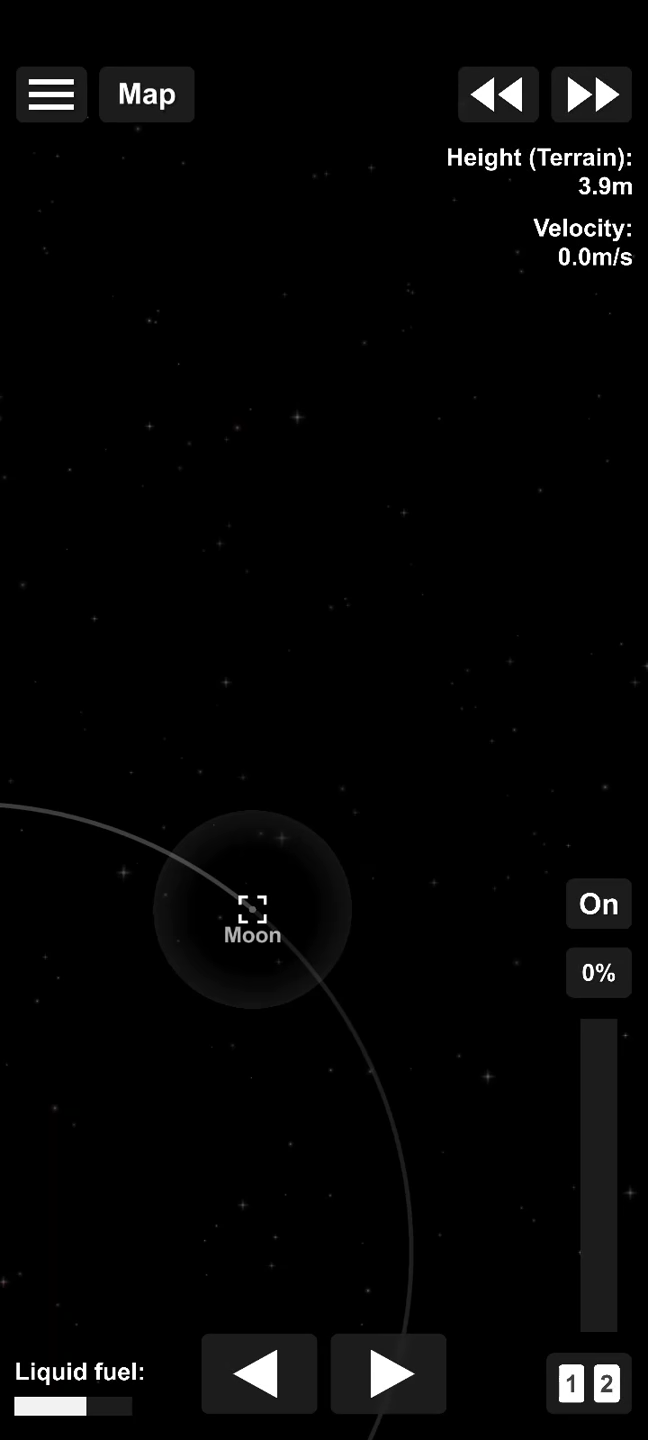 Map
Height (Terrain):
3.9m
Velocity:
0.0m/s
Moon
On
0%
Liquid fuel:
1 2